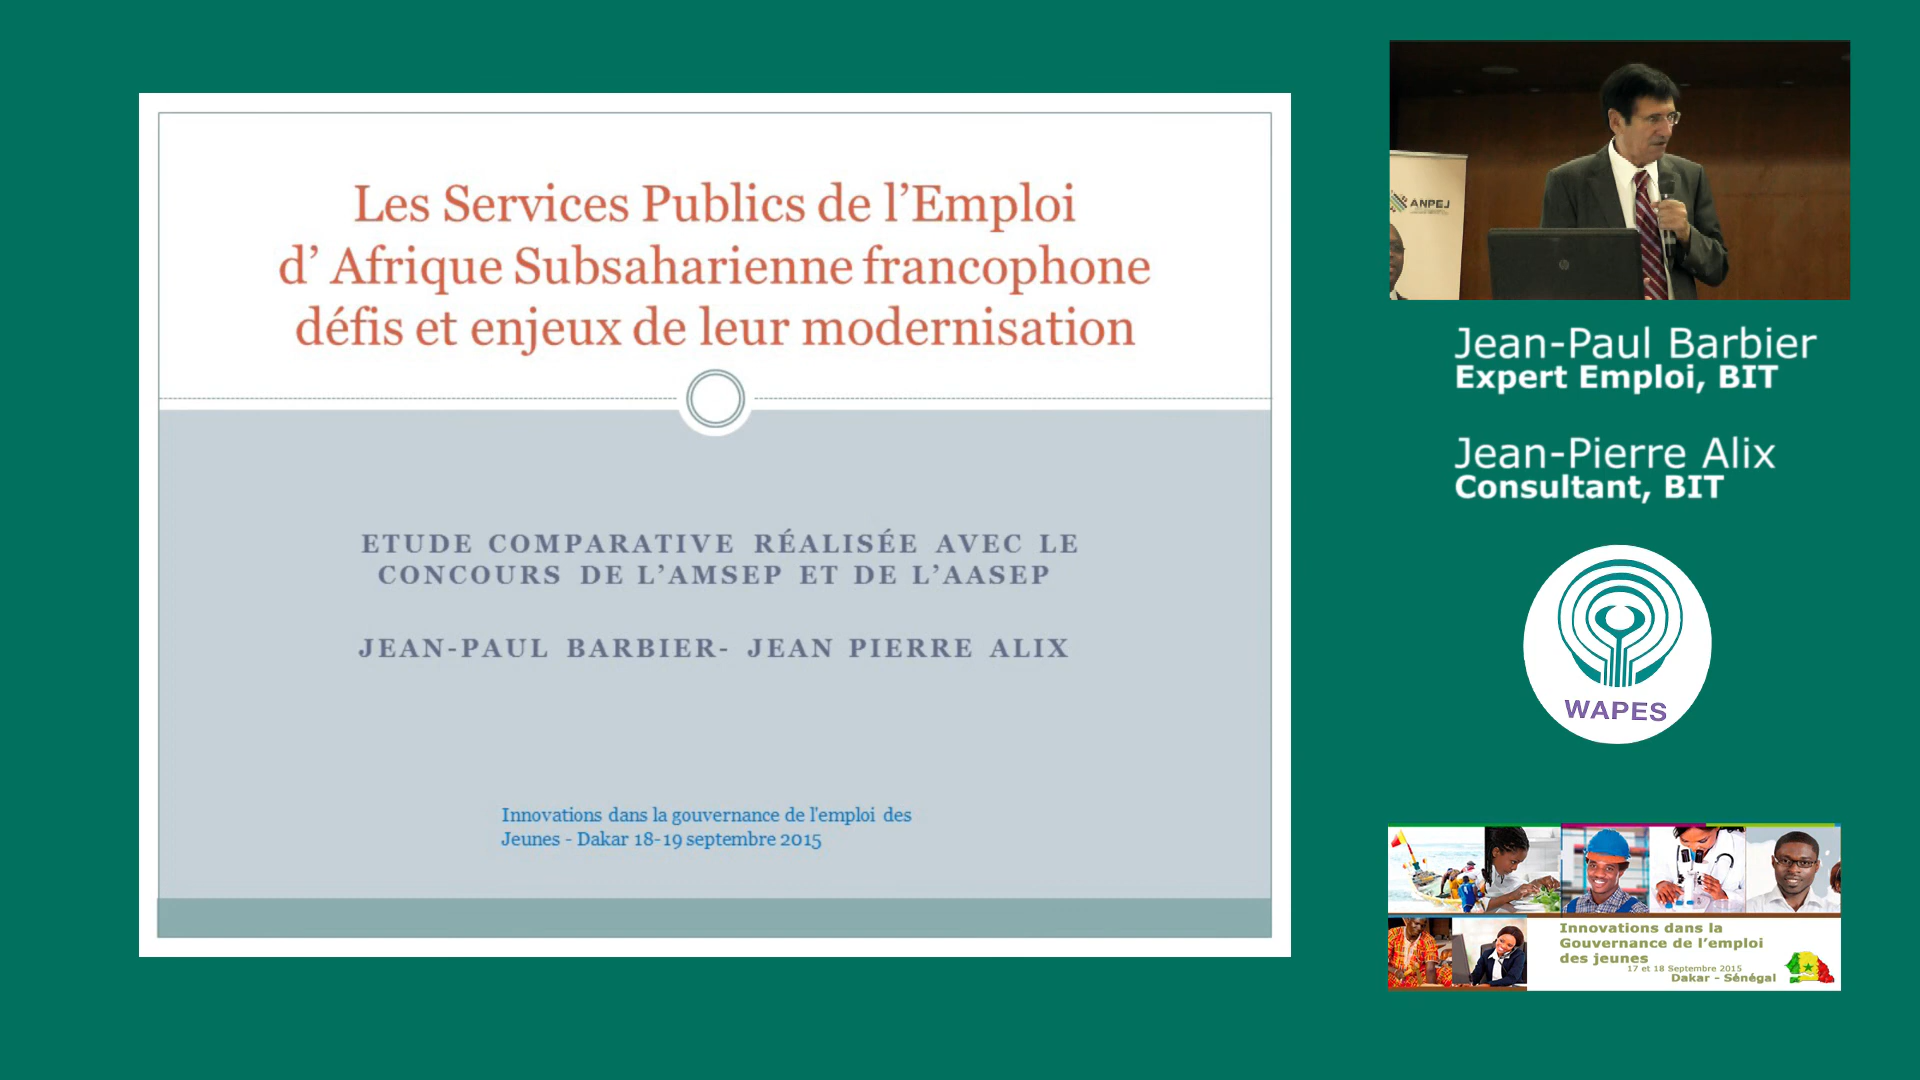 Les Services Publics de l’Emploi
d’ Afrique Subsaharienne francophone
défis et enjeux de leur modernisation
ETUDE COMPARATIVE RÉALISÉE AVEC LE
CONCOURS DE L’AMSEP ET DE L’AASEP
JEAN-PAUL BARBIER- JEAN PIERRE ALIX
Innovations dans la gouvernance de l'emploi des
Jeunes - Dakar 18-19 septembre 2015
ANPEJ
hp
Jean-Paul Barbier
Expert Emploi, BIT
Jean-Pierre Alix
Consultant, BIT
WAPES
Innovations dans la
Gouvernance de l’emploi
des jeunes
17 et 18 Septembre 2015
Dakar - Sénégal